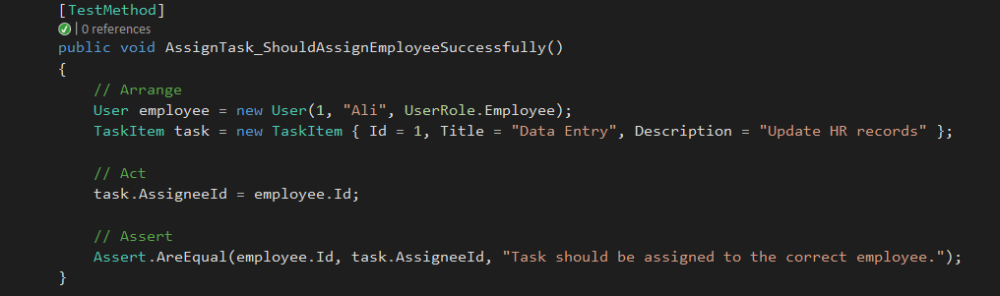 [TestMethod]
| 0 references
public void AssignTask_ShouldAssignEmployeeSuccessfully()
{
    // Arrange
    User employee = new User(1, "Ali", UserRole.Employee);
    TaskItem task = new TaskItem { Id = 1, Title = "Data Entry", Description = "Update HR records" };

    // Act
    task.AssigneeId = employee.Id;

    // Assert
    Assert.AreEqual(employee.Id, task.AssigneeId, "Task should be assigned to the correct employee.");
}